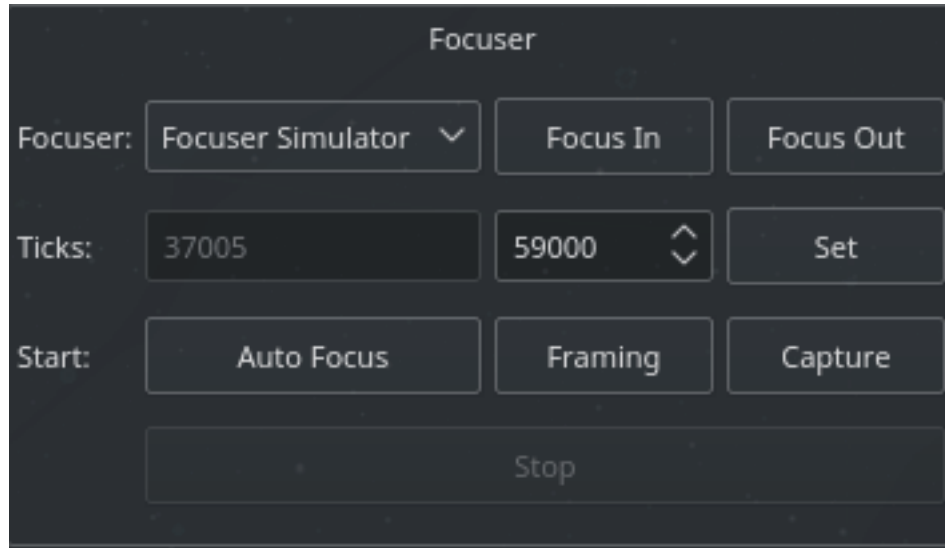 Focuser
Focuser: Focuser Simulator Focus In Focus Out
Ticks: 37005 59000 Set
Start: Auto Focus Framing Capture
Stop